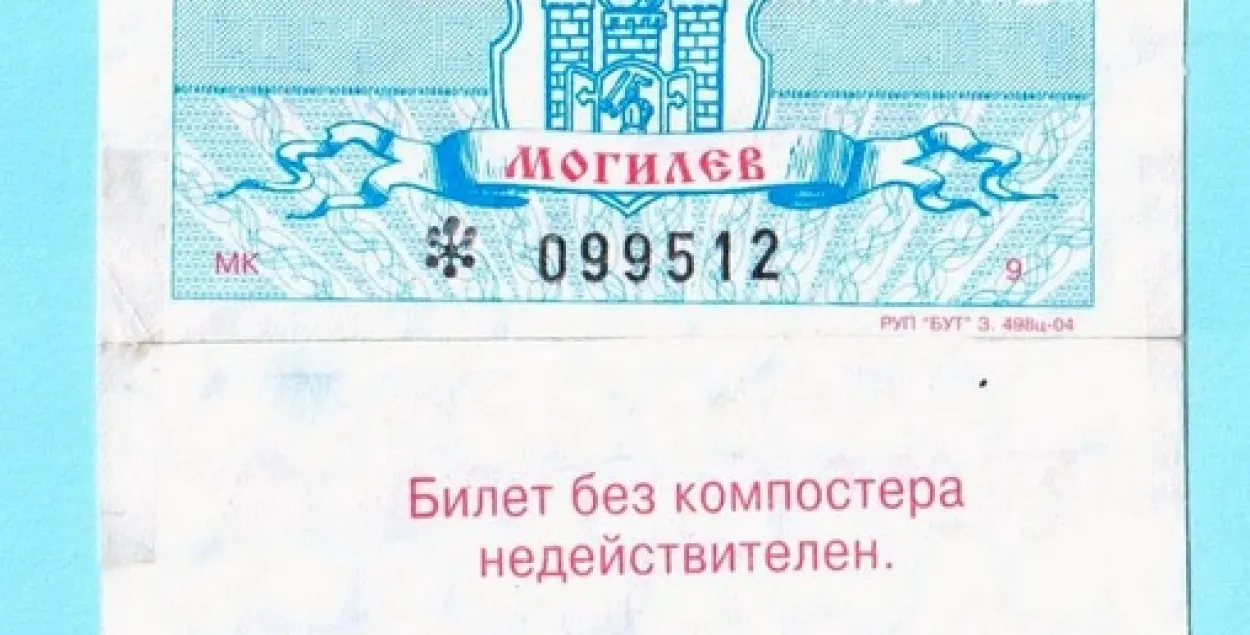 МОГИЛЕВ
099512
МК
9
РУП "БУТ" З. 498ц-04
Билет без компостера
недействителен.